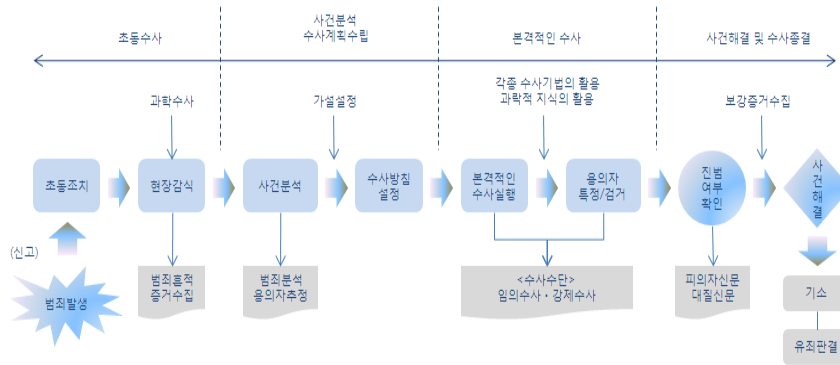 초동수사
사건분석
수사계획수립
본격적인 수사
사건해결 및 수사종결
과학수사
가설설정
각종 수사기법의 활용
과락적 지식의 활용
보강증거수집
초동조치
현장감식
사건분석
수사방침
설정
본격적인
수사실행
용의자
특정/검거
진범
여부
확인
사
건
해
결
(신고)
범죄발생
범죄흔적
증거수집
범죄분석
용의자추정
<수사수단>
임의수사·강제수사
피의자신문
대질신문
기소
유죄판결